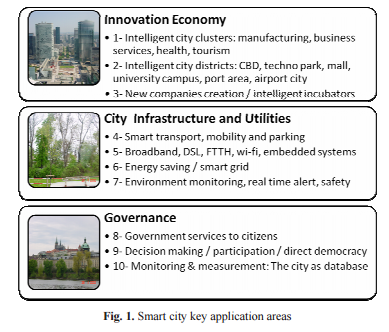 Innovation Economy
• 1- Intelligent city clusters: manufacturing, business
services, health, tourism
• 2- Intelligent city districts: CBD, techno park, mall,
university campus, port area, airport city
• 3- New companies creation / intelligent incubators
City Infrastructure and Utilities
• 4- Smart transport, mobility and parking
• 5- Broadband, DSL, FTTH, wi-fi, embedded systems
• 6- Energy saving / smart grid
• 7- Environment monitoring, real time alert, safety
Governance
• 8- Government services to citizens
• 9- Decision making / participation / direct democracy
• 10- Monitoring & measurement: The city as database
Fig. 1. Smart city key application areas